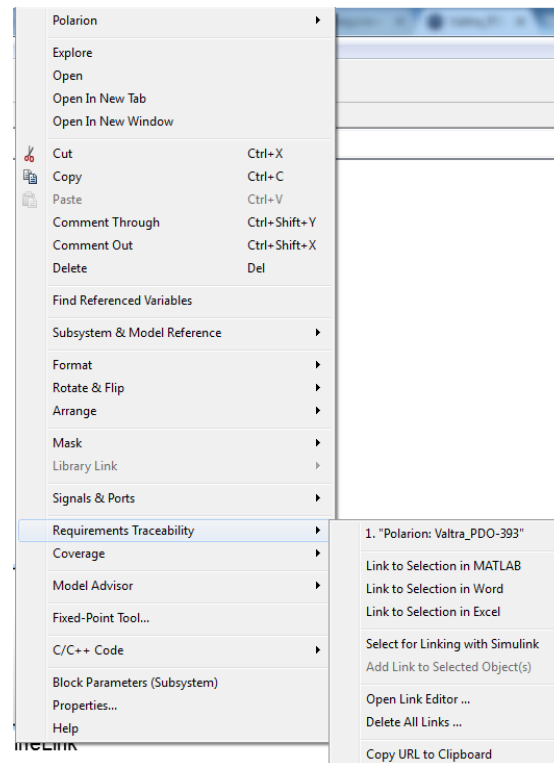 Polarion
Explore
Open
Open In New Tab
Open In New Window
Cut Ctrl+X
Copy Ctrl+C
Paste Ctrl+V
Comment Through Ctrl+Shift+Y
Comment Out Ctrl+Shift+X
Delete Del
Find Referenced Variables
Subsystem & Model Reference
Format
Rotate & Flip
Arrange
Mask
Library Link
Signals & Ports
Requirements Traceability
Coverage
Model Advisor
Fixed-Point Tool...
C/C++ Code
Block Parameters (Subsystem)
Properties...
Help
1. "Polarion: Valtra_PDO-393"
Link to Selection in MATLAB
Link to Selection in Word
Link to Selection in Excel
Select for Linking with Simulink
Add Link to Selected Object(s)
Open Link Editor ...
Delete All Links ...
Copy URL to Clipboard